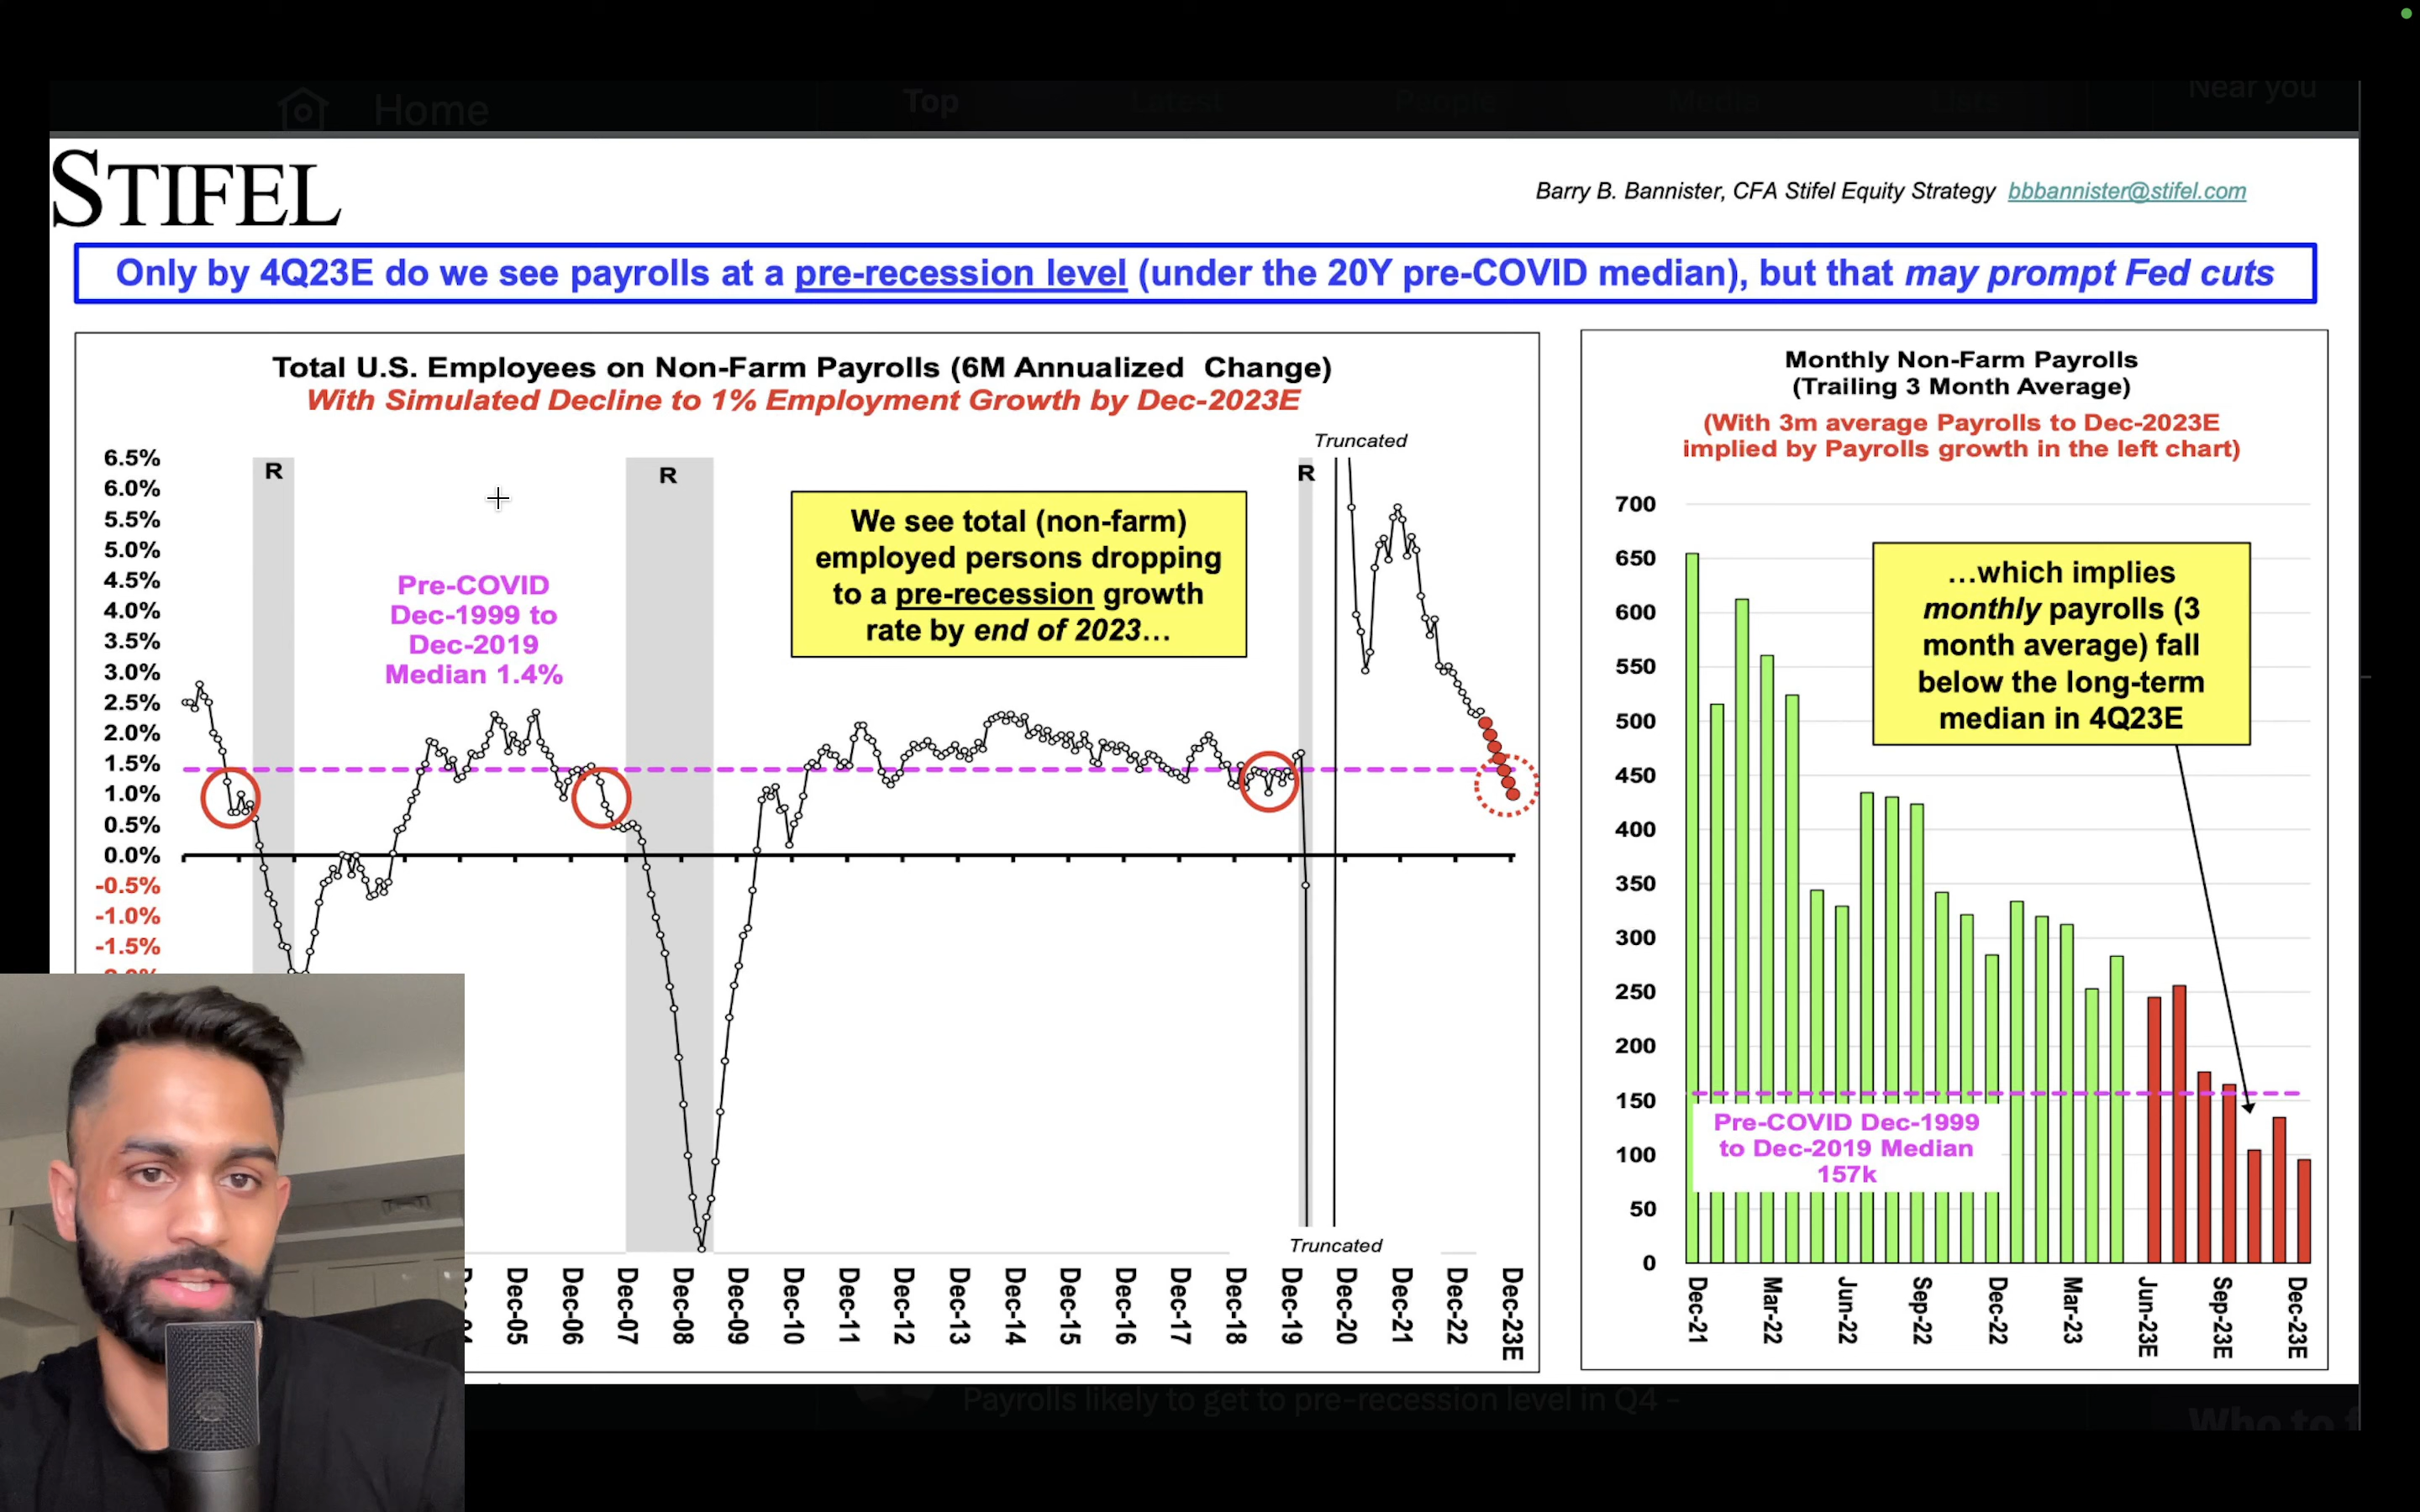 Near you
Home
Top
Latest
People
Media
Lists
STIFEL
Barry B. Bannister, CFA Stifel Equity Strategy bbbannister@stifel.com
Only by 4Q23E do we see payrolls at a pre-recession level (under the 20Y pre-COVID median), but that may prompt Fed cuts
Total U.S. Employees on Non-Farm Payrolls (6M Annualized Change)
With Simulated Decline to 1% Employment Growth by Dec-2023E
Truncated
6.5%
6.0%
5.5%
5.0%
4.5%
4.0%
3.5%
3.0%
2.5%
2.0%
1.5%
1.0%
0.5%
0.0%
-0.5%
-1.0%
-1.5%
R
R
R
Pre-COVID
Dec-1999 to
Dec-2019
Median 1.4%
We see total (non-farm)
employed persons dropping
to a pre-recession growth
rate by end of 2023...
Truncated
Dec-05
Dec-06
Dec-07
Dec-08
Dec-09
Dec-10
Dec-11
Dec-12
Dec-13
Dec-14
Dec-15
Dec-16
Dec-17
Dec-18
Dec-19
Dec-20
Dec-21
Dec-22
Dec-23E
Monthly Non-Farm Payrolls
(Trailing 3 Month Average)
(With 3m average Payrolls to Dec-2023E
implied by Payrolls growth in the left chart)
700
650
600
550
500
450
400
350
300
250
200
150
100
50
0
...which implies
monthly payrolls (3
month average) fall
below the long-term
median in 4Q23E
Pre-COVID Dec-1999
to Dec-2019 Median
157k
Dec-21
Mar-22
Jun-22
Sep-22
Dec-22
Mar-23
Jun-23E
Sep-23E
Dec-23E
Payrolls likely to get to pre-recession level in Q4 -
Who to